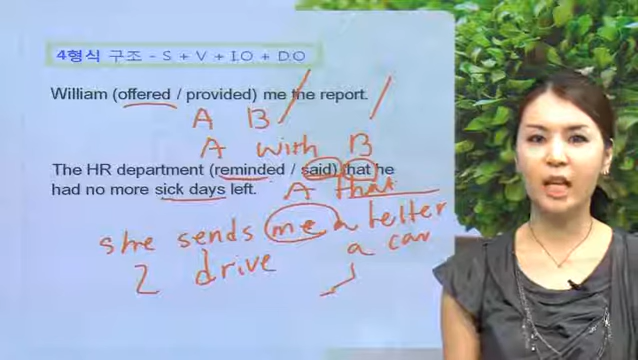 4형식 구조 - S + V + I.O + D.O
William (offered / provided) me the report.
A B
A with B
The HR department (reminded / said) that he
had no more sick days left.
A that
she sends me a letter
I drive a car